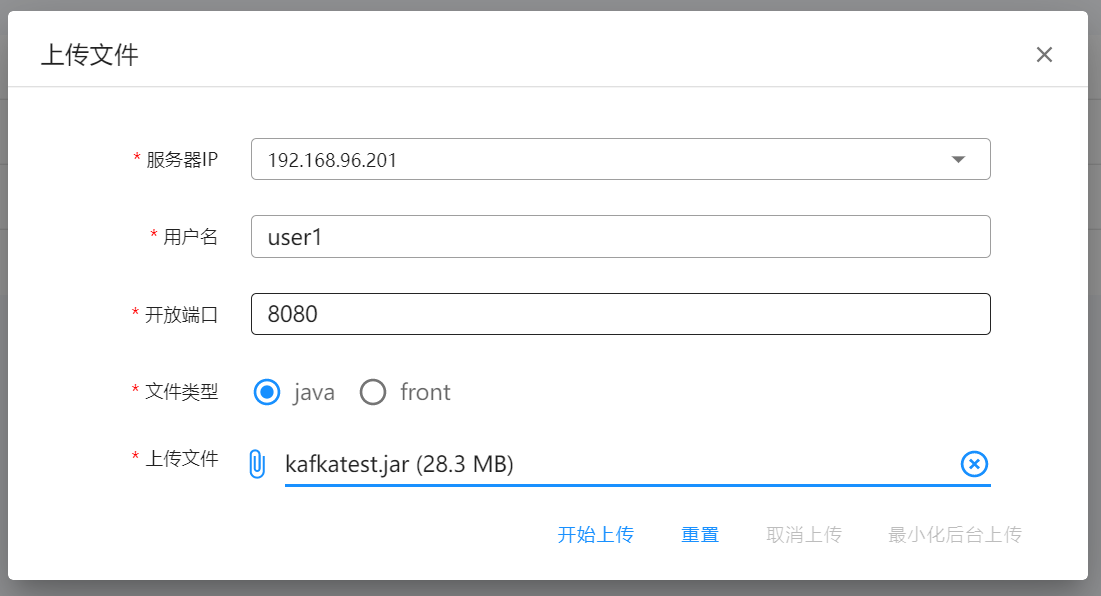 上传文件
* 服务器IP 192.168.96.201
* 用户名 user1
* 开放端口 8080
* 文件类型 java front
* 上传文件 kafkatest.jar (28.3 MB)
开始上传 重置 取消上传 最小化后台上传